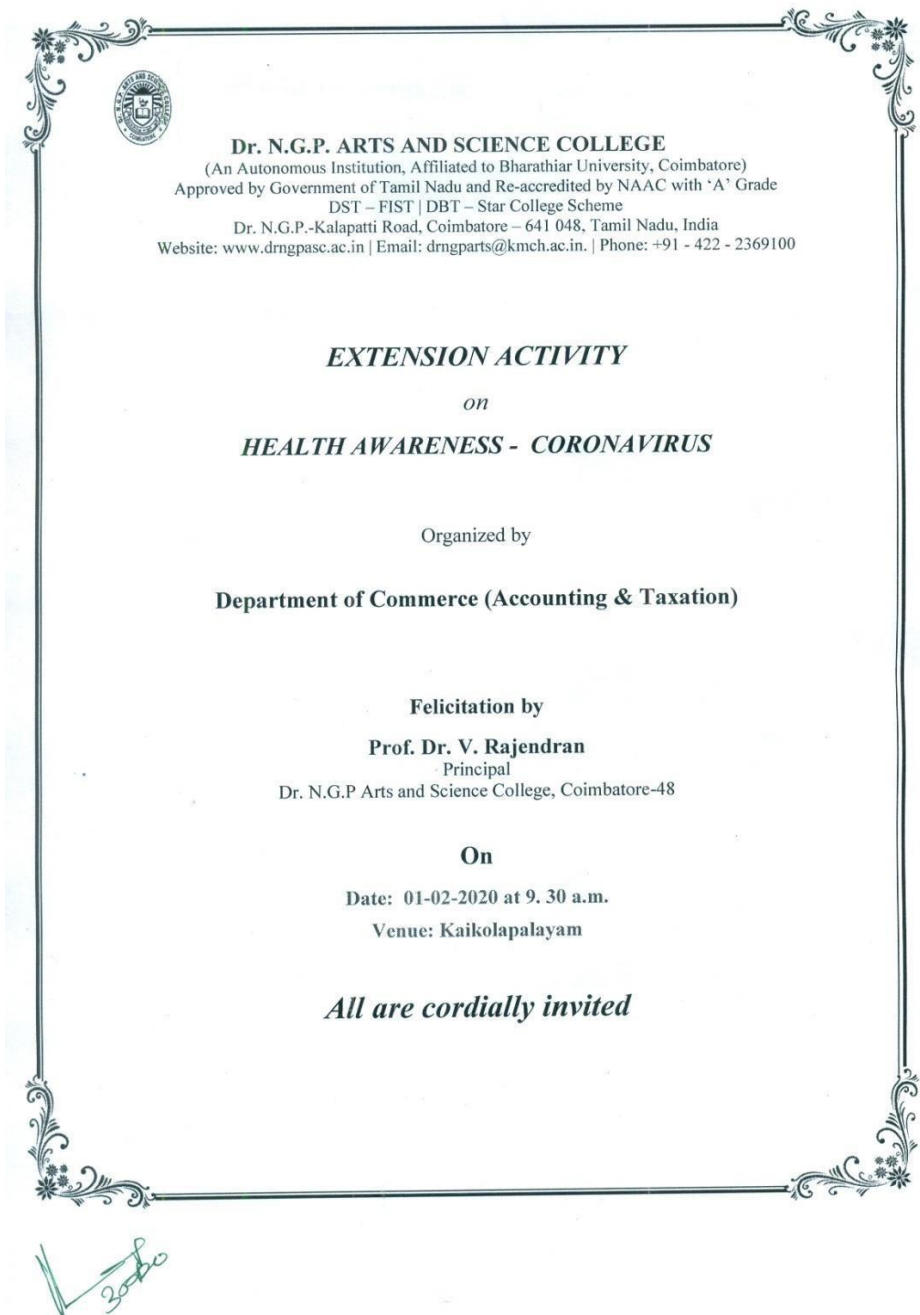 Dr. N.G.P. ARTS AND SCIENCE COLLEGE
(An Autonomous Institution, Affiliated to Bharathiar University, Coimbatore)
Approved by Government of Tamil Nadu and Re-accredited by NAAC with ‘A’ Grade
DST – FIST | DBT – Star College Scheme
Dr. N.G.P.-Kalapatti Road, Coimbatore – 641 048, Tamil Nadu, India
Website: www.drngpasc.ac.in | Email: drngparts@kmch.ac.in. | Phone: +91 - 422 - 2369100
EXTENSION ACTIVITY
on
HEALTH AWARENESS - CORONAVIRUS
Organized by
Department of Commerce (Accounting & Taxation)
Felicitation by
Prof. Dr. V. Rajendran
Principal
Dr. N.G.P Arts and Science College, Coimbatore-48
On
Date: 01-02-2020 at 9. 30 a.m.
Venue: Kaikolapalayam
All are cordially invited